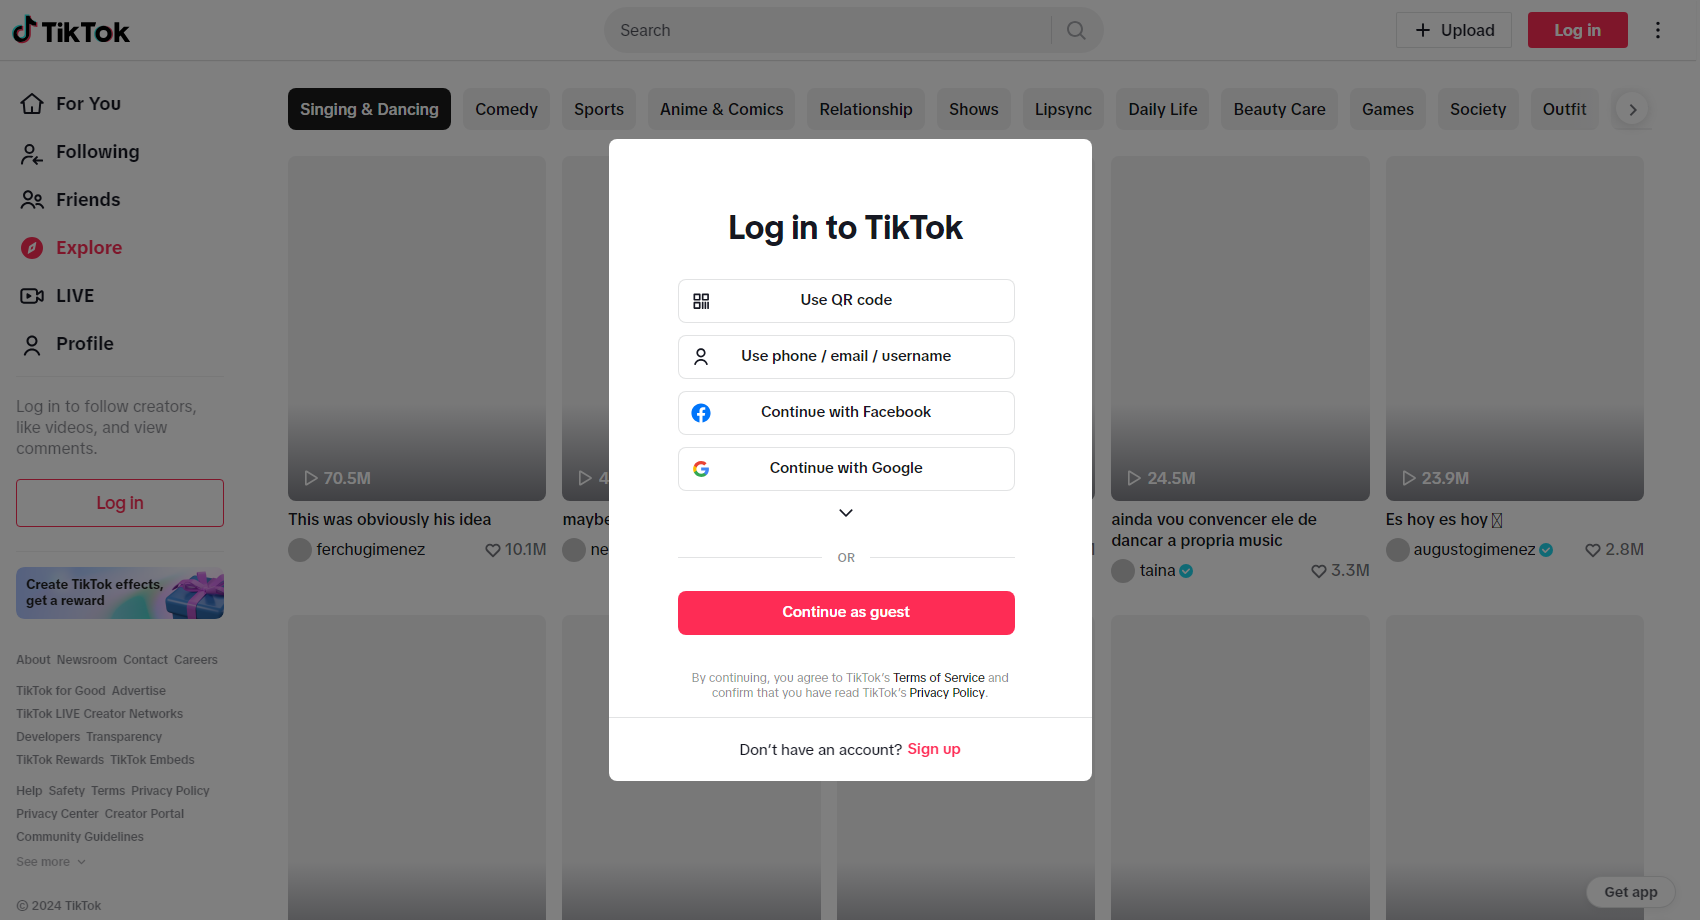 TikTok
Search
Upload
Log in
For You
Following
Friends
Explore
LIVE
Profile
Log in to follow creators,
like videos, and view
comments.
Log in
Create TikTok effects,
get a reward
About Newsroom Contact Careers
TikTok for Good Advertise
TikTok LIVE Creator Networks
Developers Transparency
TikTok Rewards TikTok Embeds
Help Safety Terms Privacy Policy
Privacy Center Creator Portal
Community Guidelines
See more
© 2024 TikTok
Singing & Dancing Comedy Sports Anime & Comics Relationship Shows Lipsync Daily Life Beauty Care Games Society Outfit
70.5M
This was obviously his idea
ferchugimenez 10.1M
maybe
24.5M
ainda vou convencer ele de
dancar a propria music
taina 3.3M
23.9M
Es hoy es hoy
augustogimenez 2.8M
Log in to TikTok
Use QR code
Use phone / email / username
Continue with Facebook
Continue with Google
OR
Continue as guest
By continuing, you agree to TikTok's Terms of Service and
confirm that you have read TikTok's Privacy Policy.
Don't have an account? Sign up
Get app